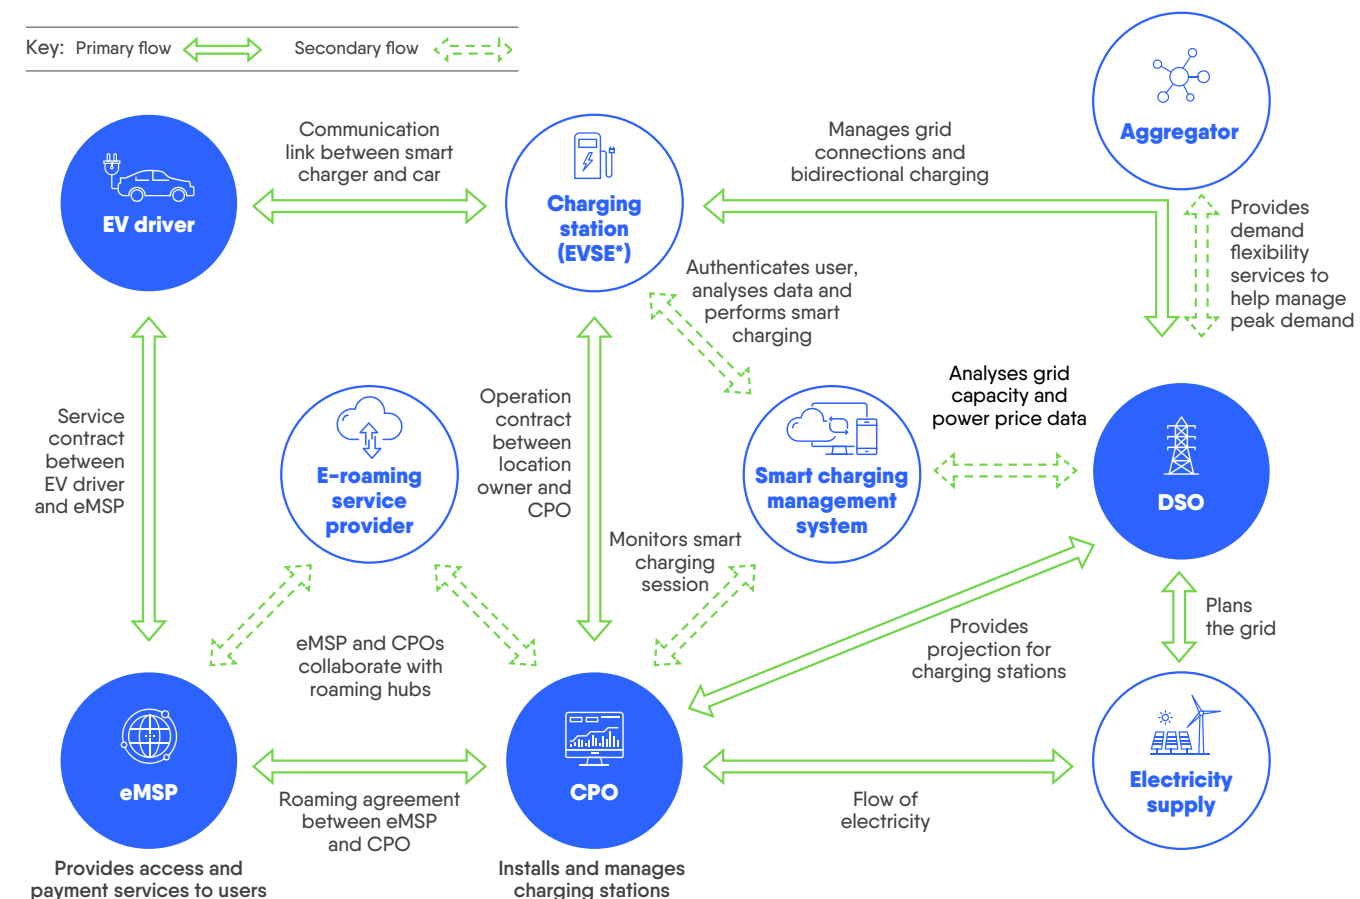 Key: Primary flow
Secondary flow
Aggregator
Communication
link between smart
charger and car
Manages grid
connections and
bidirectional charging
EV driver
Charging
station
(EVSE*)
Provides
demand
flexibility
services to
help manage
peak demand
Authenticates user,
analyses data and
performs smart
charging
Analyses grid
capacity and
power price data
Service
contract
between
EV driver
and eMSP
E-roaming
service
provider
Operation
contract
between
location
owner and
CPO
Smart charging
management
system
DSO
Monitors smart
charging
session
eMSP and CPOs
collaborate with
roaming hubs
Provides
projection for
charging stations
Plans
the grid
eMSP
Roaming agreement
between eMSP
and CPO
CPO
Flow of
electricity
Electricity
supply
Provides access and
payment services to users
Installs and manages
charging stations